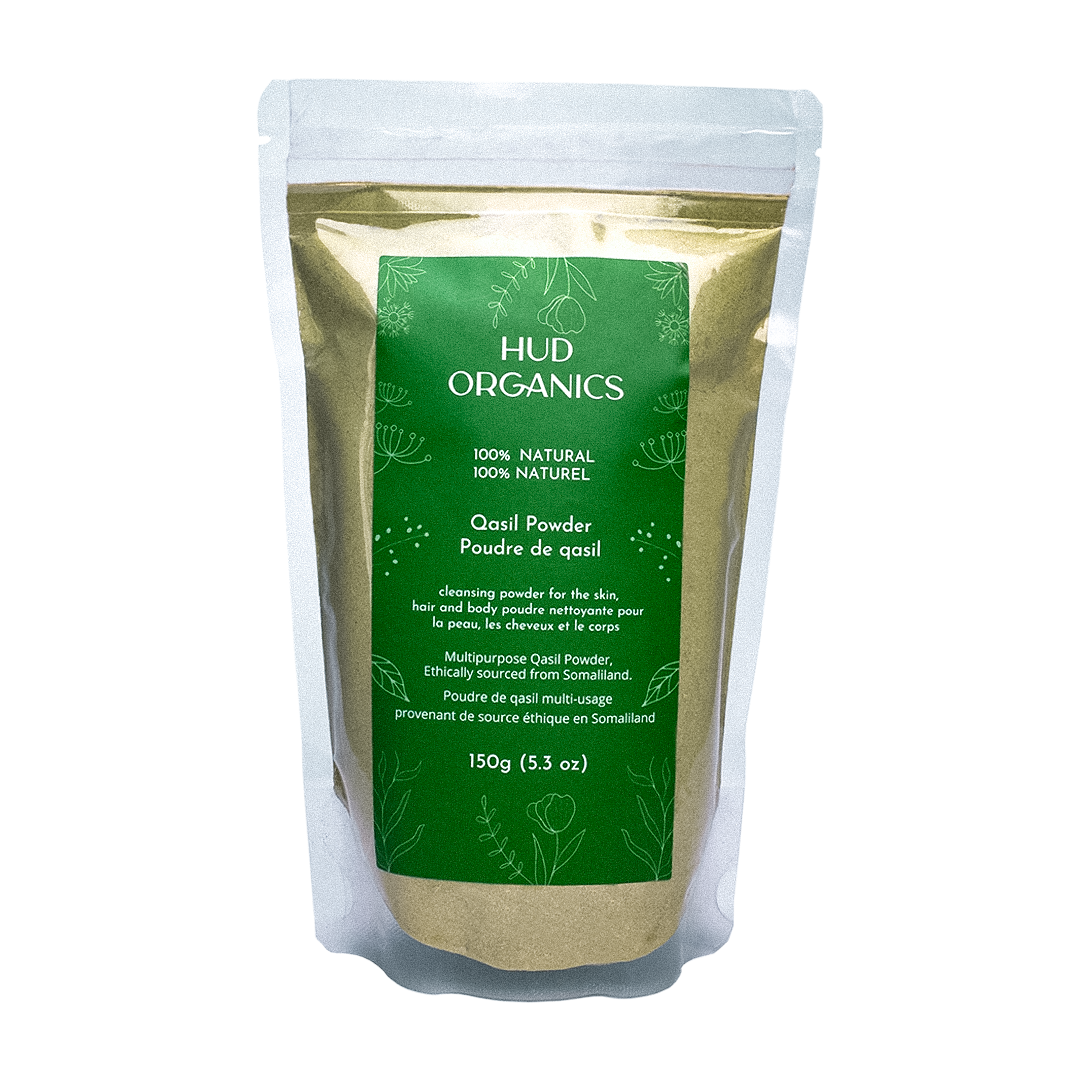 HUD
ORGANICS
100% NATURAL
100% NATUREL
Qasil Powder
Poudre de qasil
cleansing powder for the skin,
hair and body poudre nettoyante pour
la peau, les cheveux et le corps
Multipurpose Qasil Powder,
Ethically sourced from Somaliland.
Poudre de qasil multi-usage
provenant de source éthique en Somaliland
150g (5.3 oz)